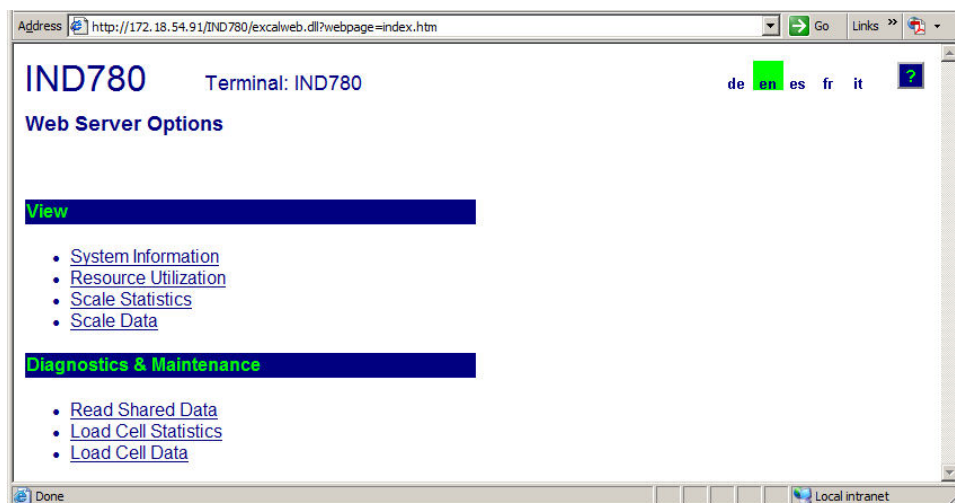 Address http://172.18.54.91/IND780/excalweb.dll?webpage=index.htm Go Links »
IND780 Terminal: IND780 de en es fr it ?
Web Server Options
View
• System Information
• Resource Utilization
• Scale Statistics
• Scale Data
Diagnostics & Maintenance
• Read Shared Data
• Load Cell Statistics
• Load Cell Data
Done Local intranet